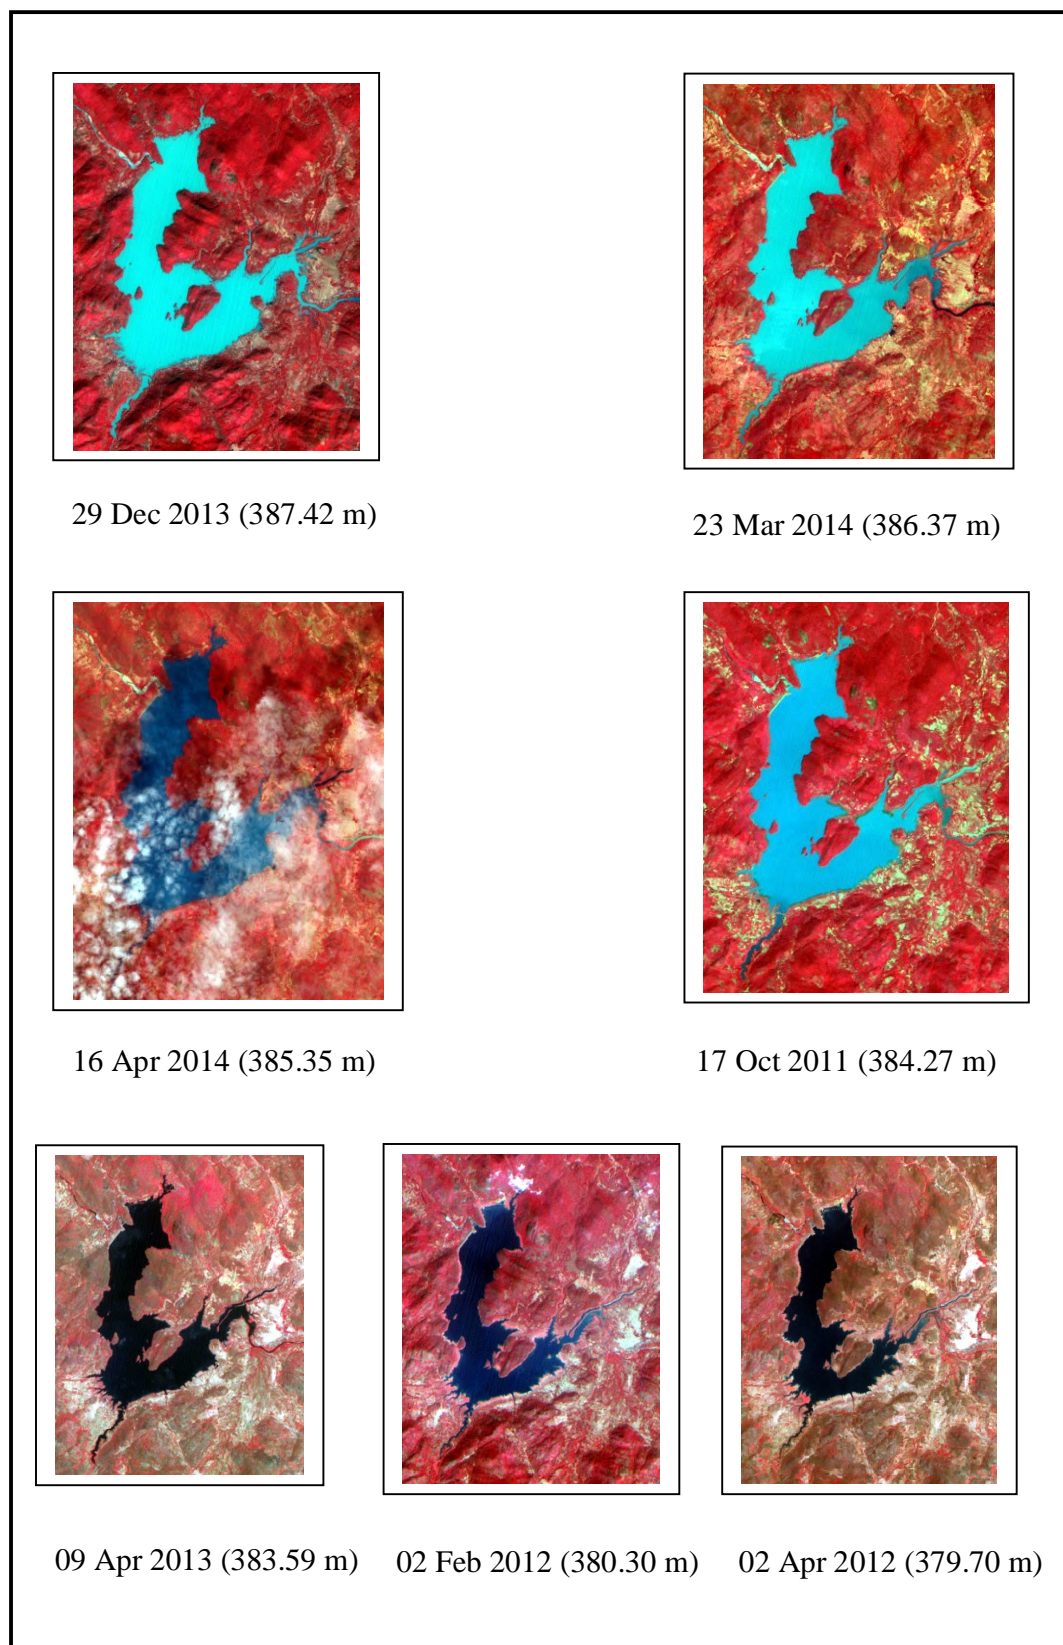 29 Dec 2013 (387.42 m)
23 Mar 2014 (386.37 m)
16 Apr 2014 (385.35 m)
17 Oct 2011 (384.27 m)
09 Apr 2013 (383.59 m)
02 Feb 2012 (380.30 m)
02 Apr 2012 (379.70 m)